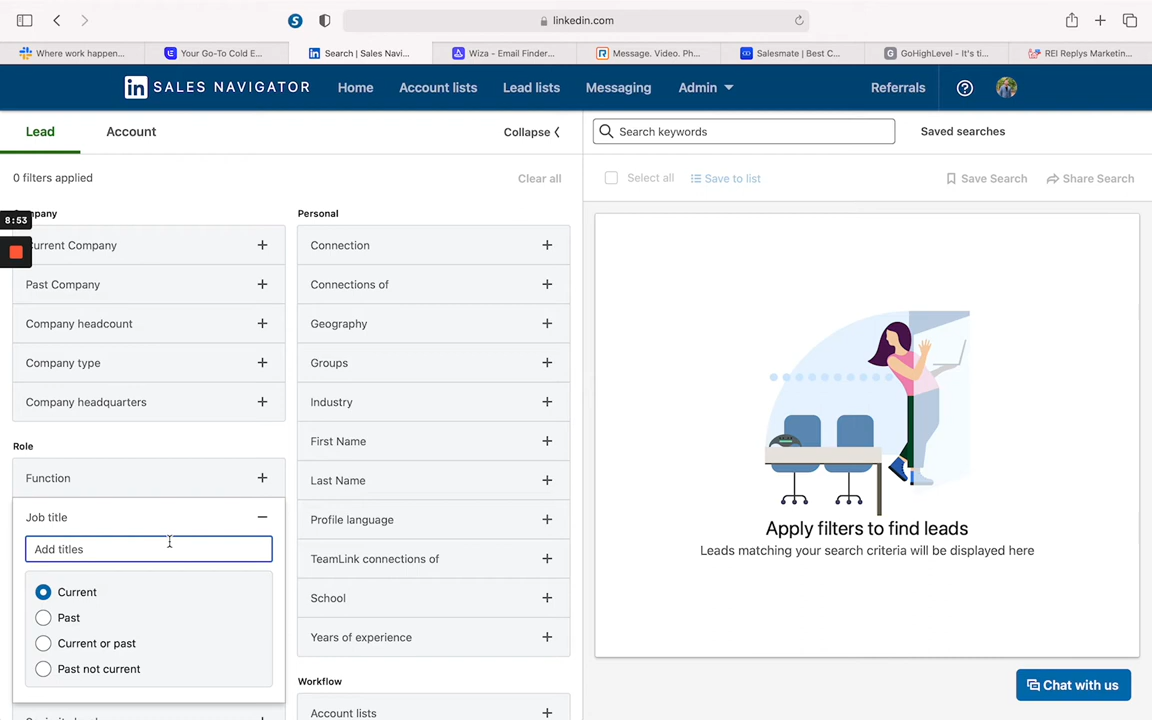 linkedin.com
Where work happen...
Your Go-To Cold E...
Search | Sales Navi...
Wiza - Email Finder...
Message. Video. Ph...
Salesmate | Best C...
GoHighLevel - It's ti...
REI Replys Marketin...
in SALES NAVIGATOR
Home
Account lists
Lead lists
Messaging
Admin
Referrals
Lead
Account
Collapse
Search keywords
Saved searches
0 filters applied
Clear all
Select all
Save to list
Save Search
Share Search
8:53
mpany
Current Company
Past Company
Company headcount
Company type
Company headquarters
Role
Function
Job title
Add titles
Current
Past
Current or past
Past not current
Personal
Connection
Connections of
Geography
Groups
Industry
First Name
Last Name
Profile language
TeamLink connections of
School
Years of experience
Workflow
Account lists
Apply filters to find leads
Leads matching your search criteria will be displayed here
Chat with us